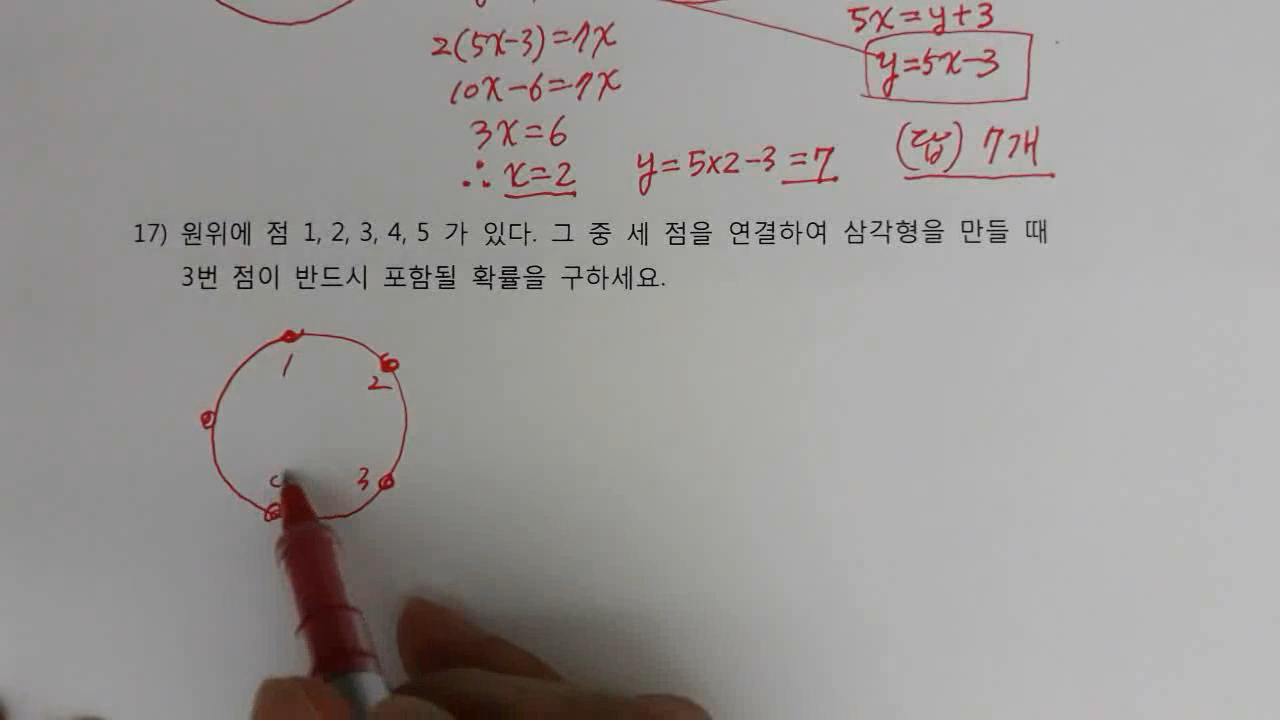 5x=y+3
2(5x-3)=7x
y=5x-3
10x-6=7x
3x=6
∴ x=2 y=5x2-3=7 (답) 7개
17) 원위에 점 1, 2, 3, 4, 5 가 있다. 그 중 세 점을 연결하여 삼각형을 만들 때
3번 점이 반드시 포함될 확률을 구하세요.
1
2
3